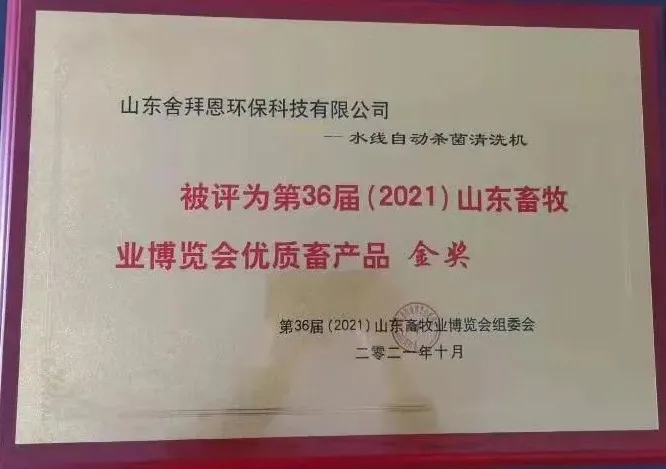 山东舍拜恩环保科技有限公司
—水线自动杀菌清洗机
被评为第36届(2021)山东畜牧
业博览会优质畜产品 金奖
第36届(2021)山东畜牧业博览会组委会
二零二一年十月